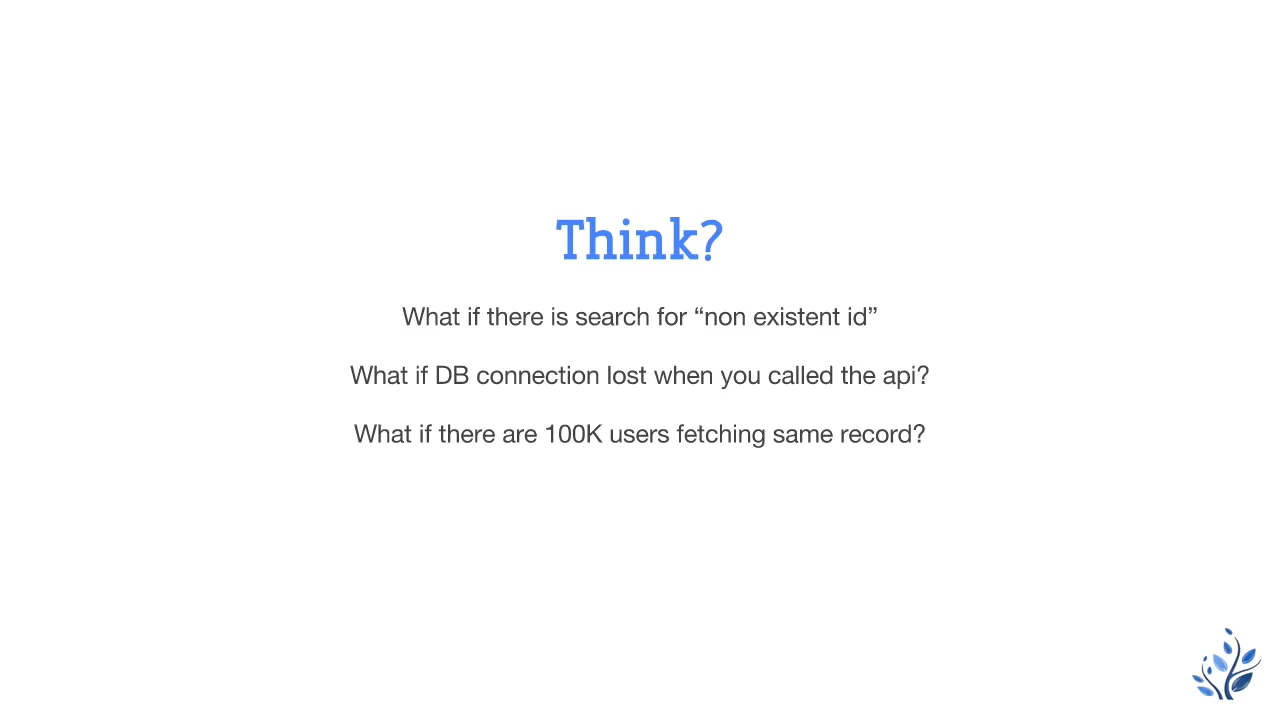 Think?
What if there is search for “non existent id”
What if DB connection lost when you called the api?
What if there are 100K users fetching same record?